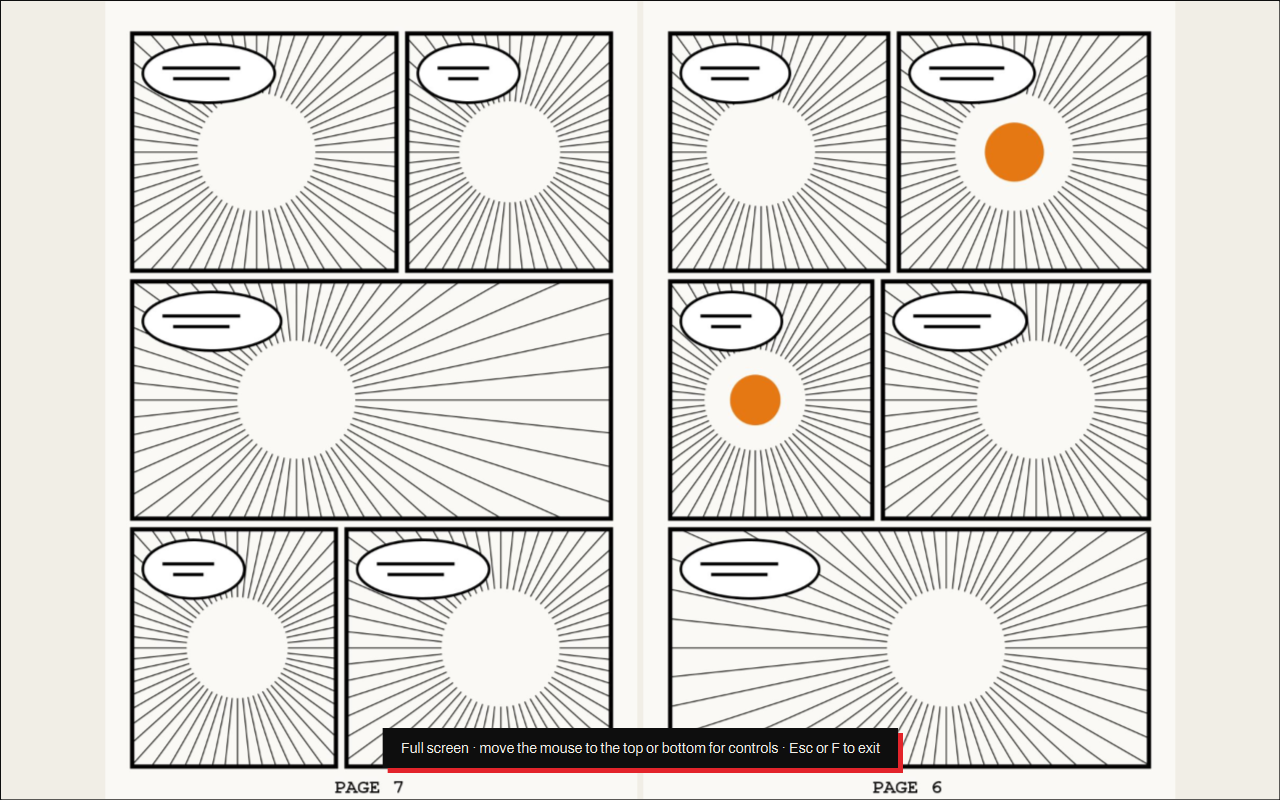 Full screen · move the mouse to the top or bottom for controls · Esc or F to exit
PAGE 7
PAGE 6